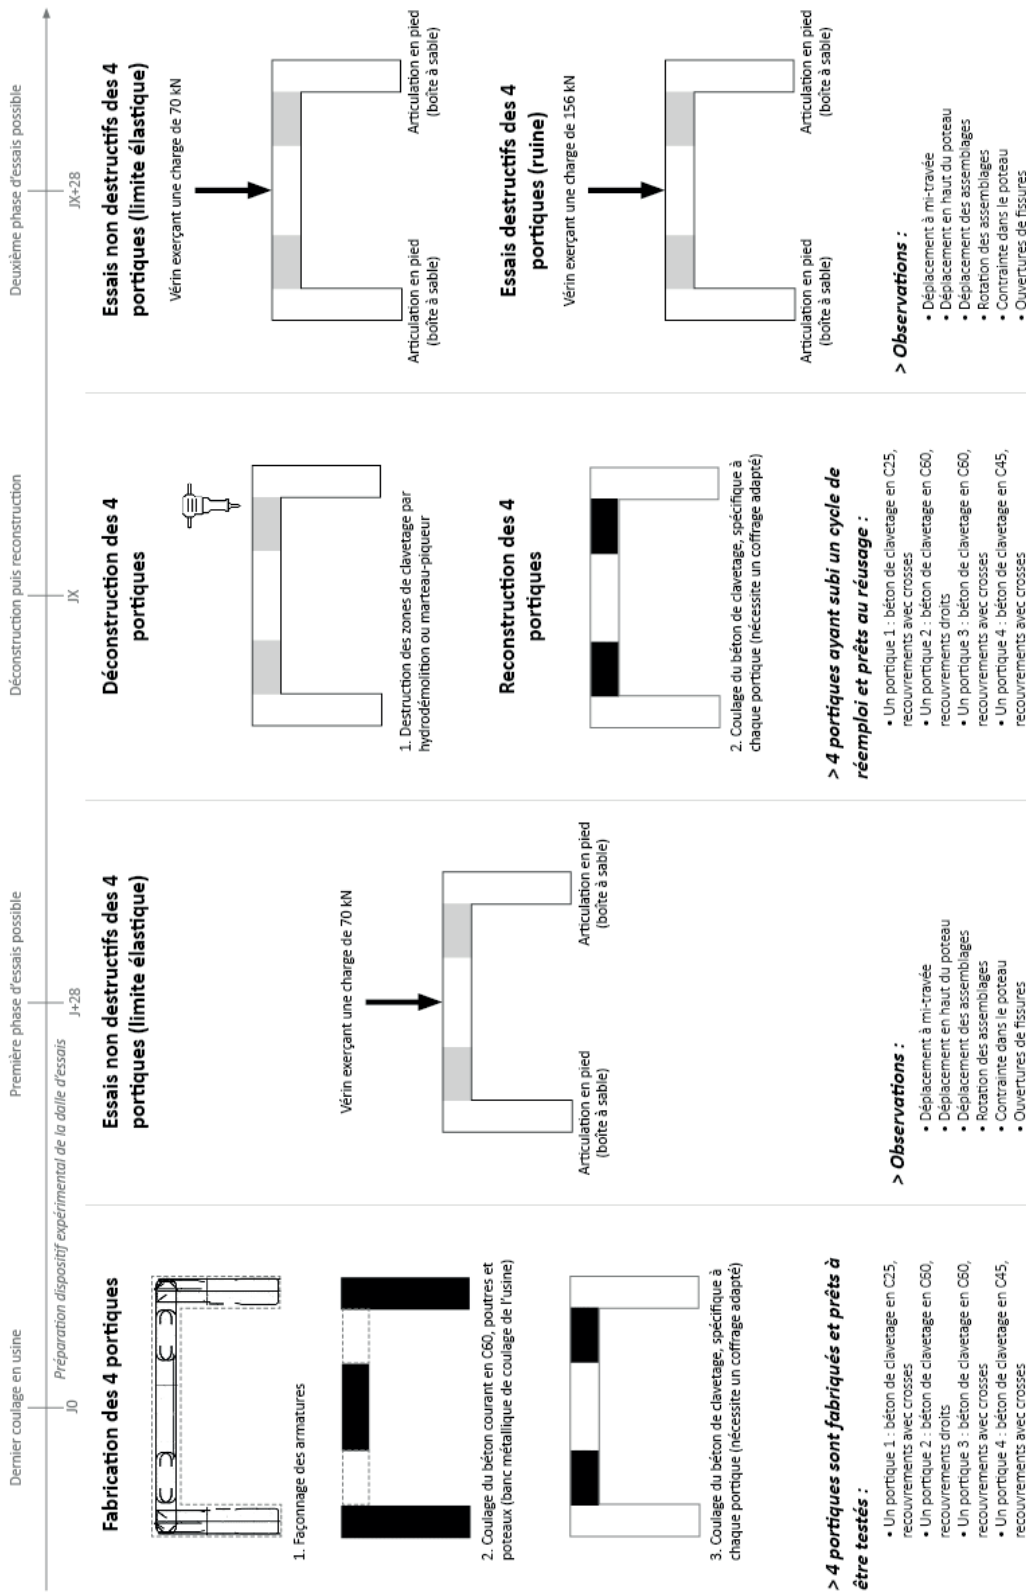 Dernier coulage en usine
Première phase d'essais possible
Déconstruction puis reconstruction
Deuxième phase d'essais possible
J0
J+28
JX
JX+28
Préparation dispositif expérimental de la dalle d'essais
Fabrication des 4 portiques
1. Façonnage des armatures
2. Coulage du béton courant en C60, poutres et
poteaux (banc métallique de coulage de l'usine)
3. Coulage du béton de clavetage, spécifique à
chaque portique (nécessite un coffrage adapté)
> 4 portiques sont fabriqués et prêts à
être testés :
• Un portique 1 : béton de clavetage en C25,
recouvrements avec crosses
• Un portique 2 : béton de clavetage en C60,
recouvrements droits
• Un portique 3 : béton de clavetage en C60,
recouvrements avec crosses
• Un portique 4 : béton de clavetage en C45,
recouvrements avec crosses
Essais non destructifs des 4
portiques (limite élastique)
Vérin exerçant une charge de 70 kN
Articulation en pied
(boîte à sable)
Articulation en pied
(boîte à sable)
> Observations :
• Déplacement à mi-travée
• Déplacement en haut du poteau
• Déplacement des assemblages
• Rotation des assemblages
• Contrainte dans le poteau
• Ouvertures de fissures
Déconstruction des 4
portiques
1. Destruction des zones de clavetage par
hydrodémolition ou marteau-piqueur
Reconstruction des 4
portiques
2. Coulage du béton de clavetage, spécifique à
chaque portique (nécessite un coffrage adapté)
> 4 portiques ayant subi un cycle de
réemploi et prêts au réusage :
• Un portique 1 : béton de clavetage en C25,
recouvrements avec crosses
• Un portique 2 : béton de clavetage en C60,
recouvrements droits
• Un portique 3 : béton de clavetage en C60,
recouvrements avec crosses
• Un portique 4 : béton de clavetage en C45,
recouvrements avec crosses
Essais non destructifs des 4
portiques (limite élastique)
Vérin exerçant une charge de 70 kN
Articulation en pied
(boîte à sable)
Articulation en pied
(boîte à sable)
Essais destructifs des 4
portiques (ruine)
Vérin exerçant une charge de 156 kN
Articulation en pied
(boîte à sable)
Articulation en pied
(boîte à sable)
> Observations :
• Déplacement à mi-travée
• Déplacement en haut du poteau
• Déplacement des assemblages
• Rotation des assemblages
• Contrainte dans le poteau
• Ouvertures de fissures